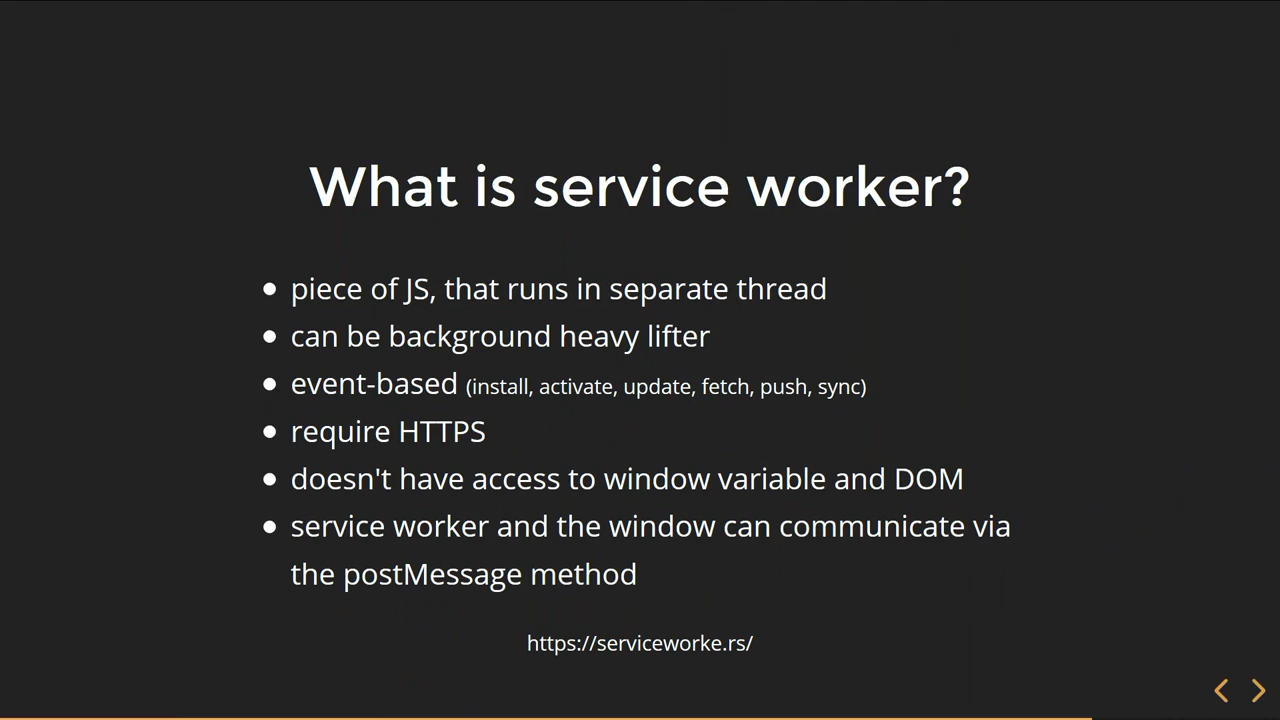 What is service worker?
piece of JS, that runs in separate thread
can be background heavy lifter
event-based (install, activate, update, fetch, push, sync)
require HTTPS
doesn't have access to window variable and DOM
service worker and the window can communicate via
the postMessage method
https://serviceworke.rs/